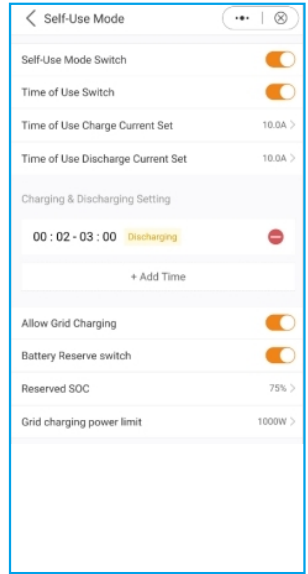 Self-Use Mode
Self-Use Mode Switch
Time of Use Switch
Time of Use Charge Current Set 10.0A >
Time of Use Discharge Current Set 10.0A >
Charging & Discharging Setting
00 : 02 - 03 : 00 Discharging
+ Add Time
Allow Grid Charging
Battery Reserve switch
Reserved SOC 75% >
Grid charging power limit 1000W >